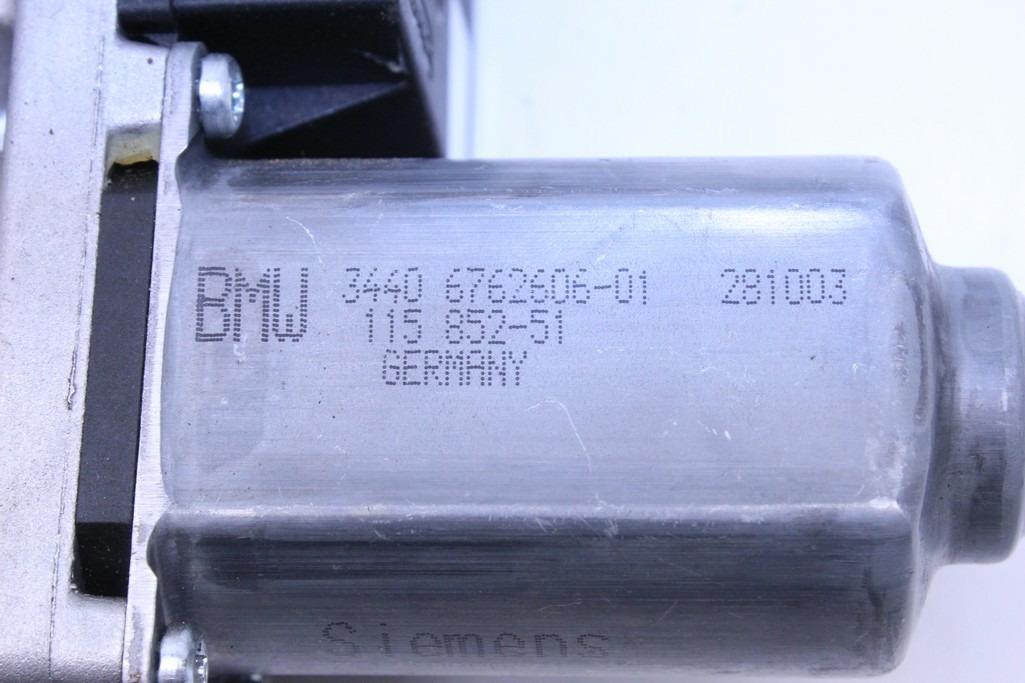 BMW 3440 6762606-01 281003
115 852-51
GERMANY
Siemens